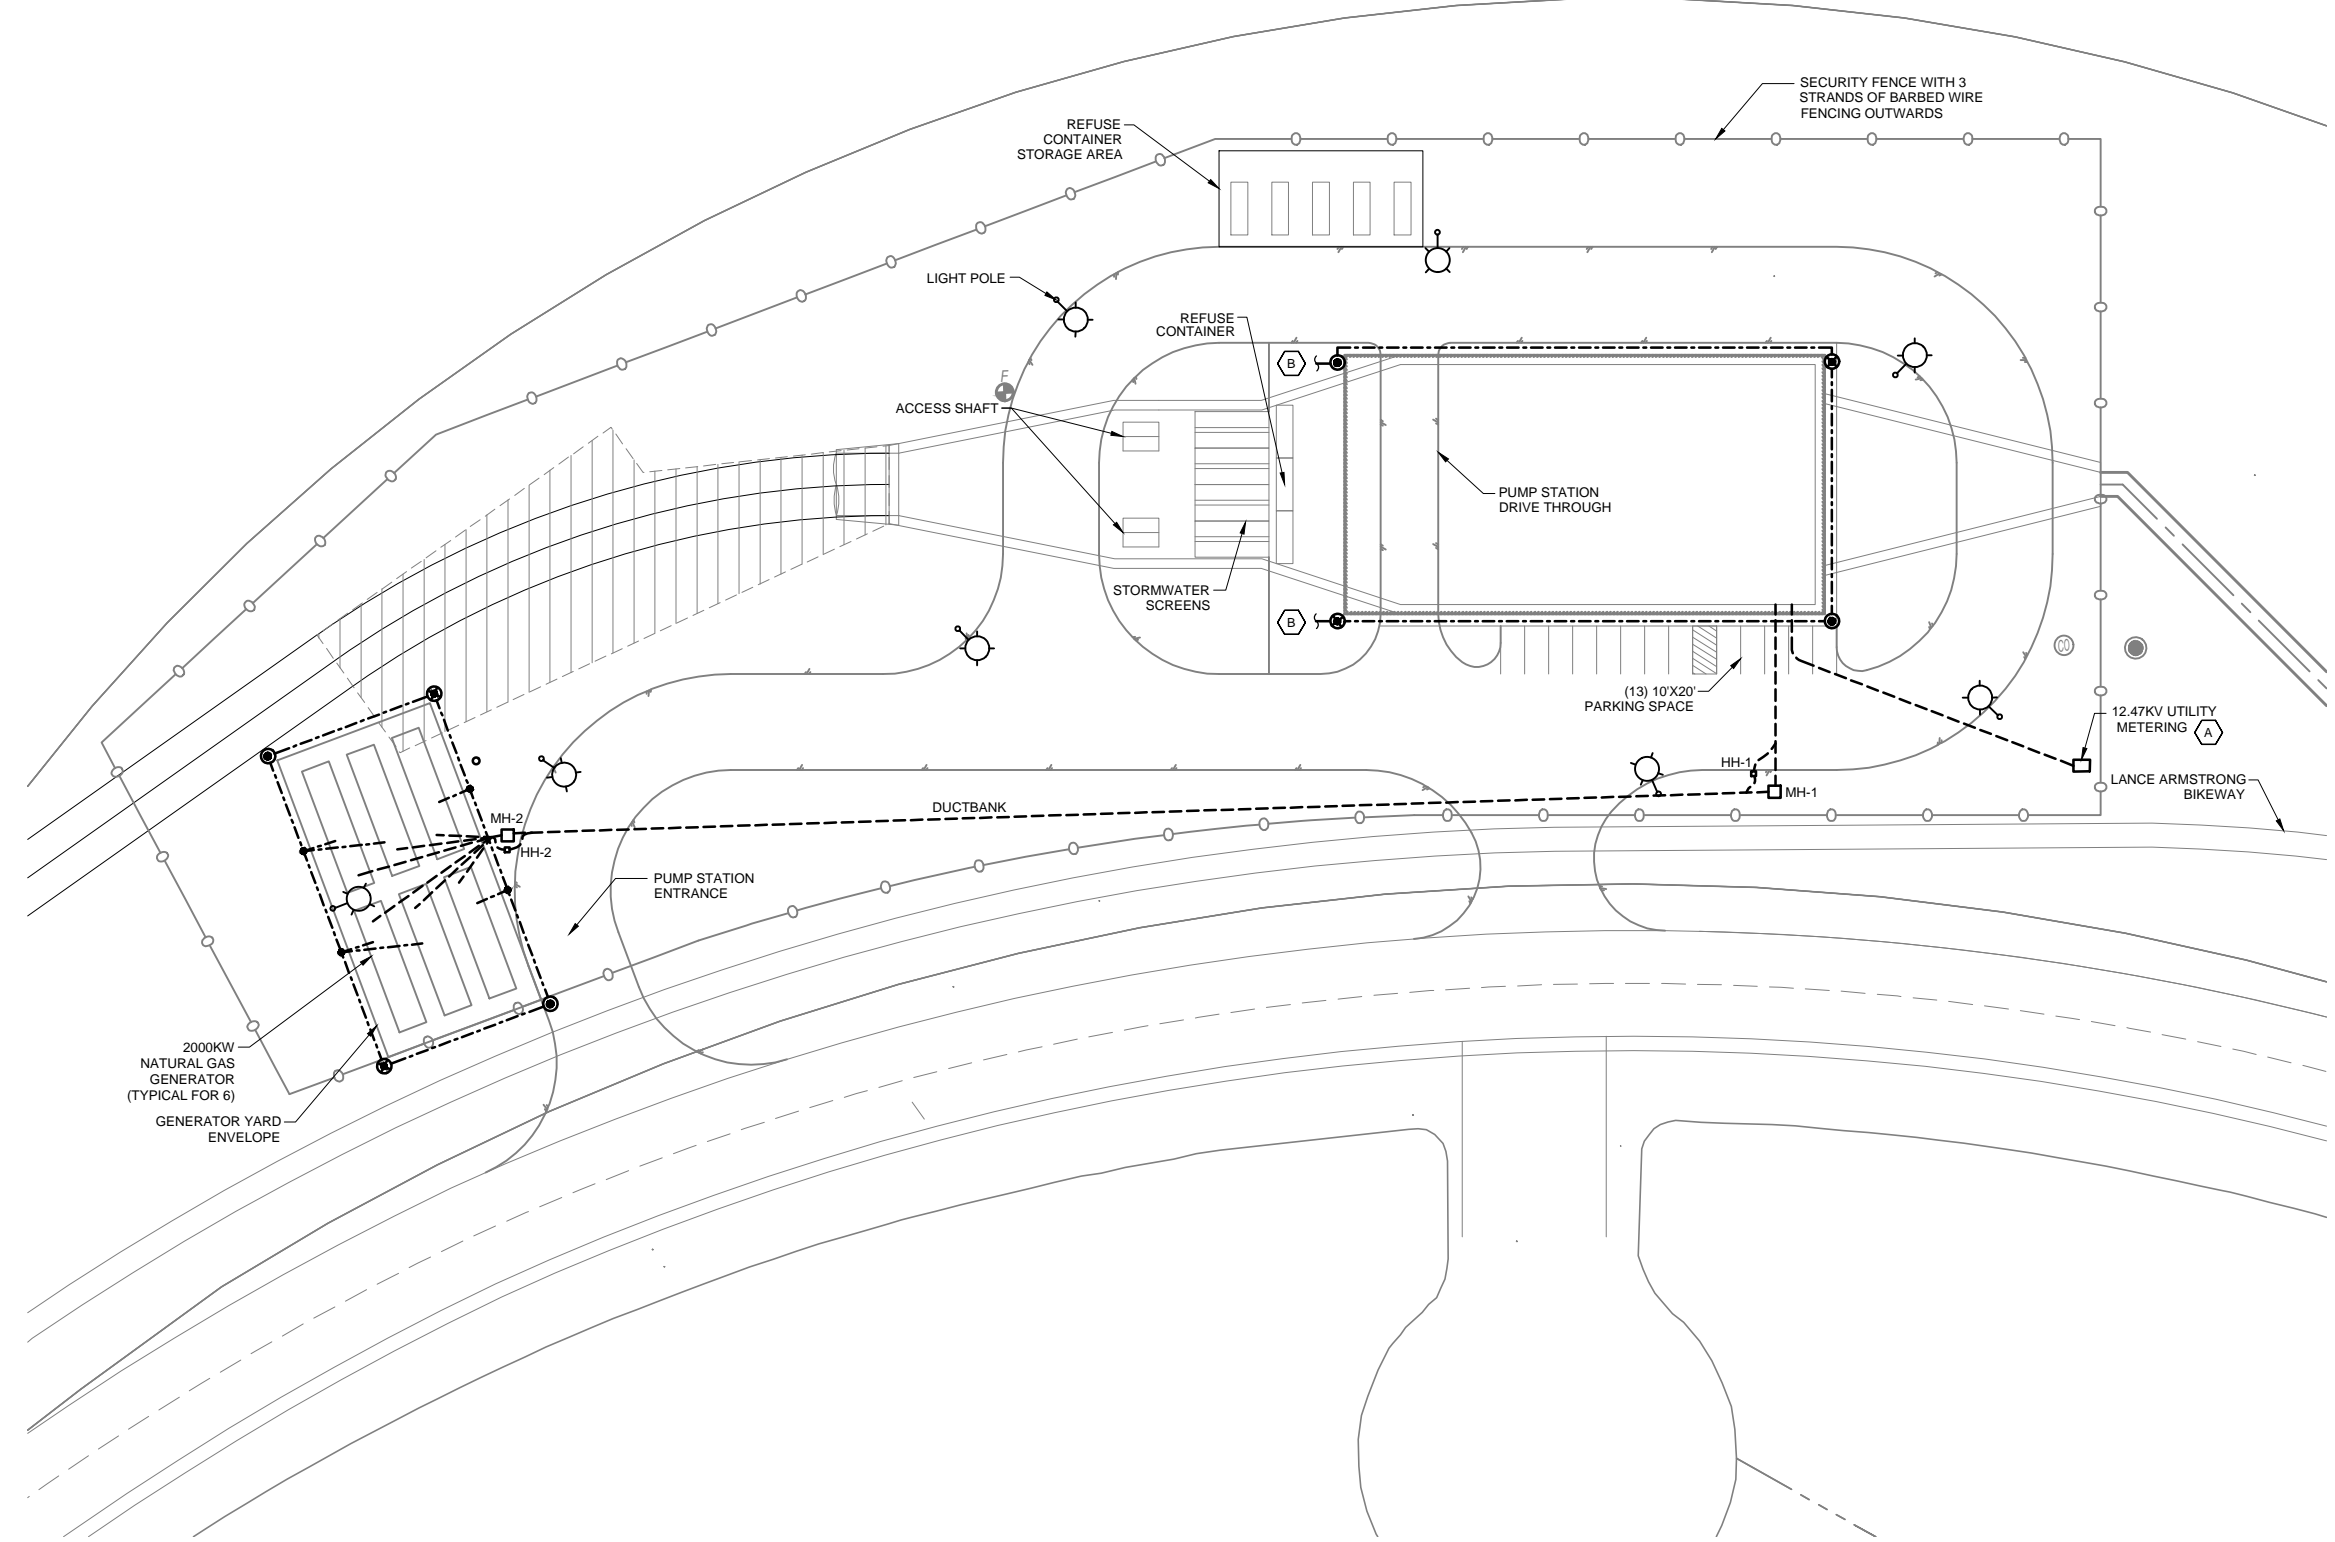 SECURITY FENCE WITH 3
STRANDS OF BARBED WIRE
FENCING OUTWARDS
REFUSE
CONTAINER
STORAGE AREA
LIGHT POLE
REFUSE
CONTAINER
B
F
ACCESS SHAFT
PUMP STATION
DRIVE THROUGH
STORMWATER
SCREENS
B
CO
(13) 10'X20'
PARKING SPACE
12.47KV UTILITY
METERING
A
HH-1
MH-1
LANCE ARMSTRONG
BIKEWAY
DUCTBANK
MH-2
HH-2
PUMP STATION
ENTRANCE
2000KW
NATURAL GAS
GENERATOR
(TYPICAL FOR 6)
GENERATOR YARD
ENVELOPE